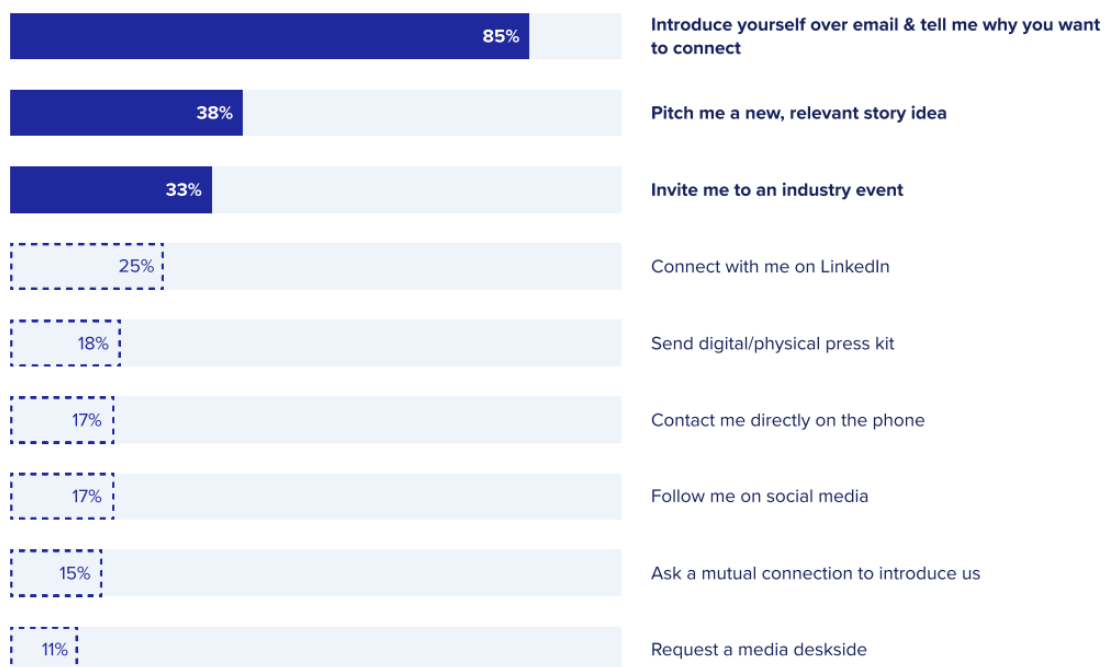 85%
Introduce yourself over email & tell me why you want
to connect
38%
Pitch me a new, relevant story idea
33%
Invite me to an industry event
25%
Connect with me on LinkedIn
18%
Send digital/physical press kit
17%
Contact me directly on the phone
17%
Follow me on social media
15%
Ask a mutual connection to introduce us
11%
Request a media deskside